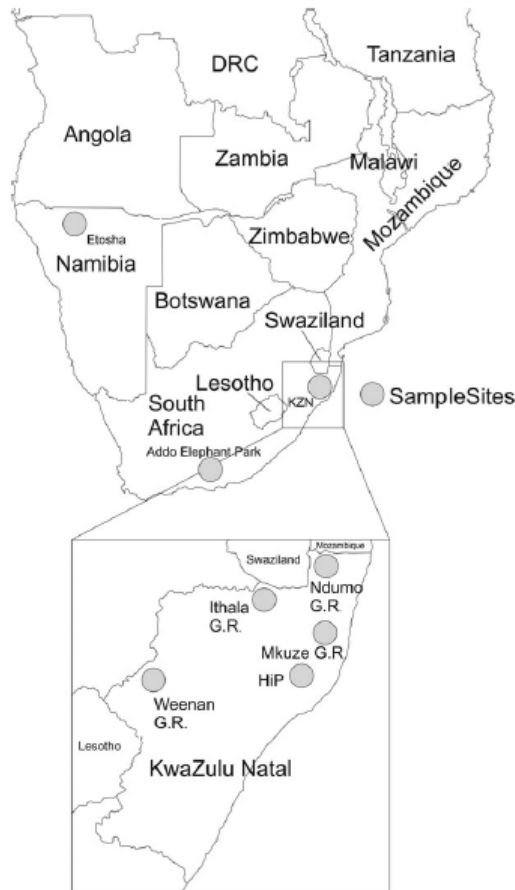 DRC
Tanzania
Angola
Zambia
Malawi
Mozambique
Etosha
Namibia
Zimbabwe
Botswana
Swaziland
Lesotho
KZN
SampleSites
South
Africa
Addo Elephant Park
Swaziland
Mozambique
Ndumo
G.R.
Ithala
G.R.
Mkuze G.R.
HiP
Weenan
G.R.
Lesotho
KwaZulu Natal